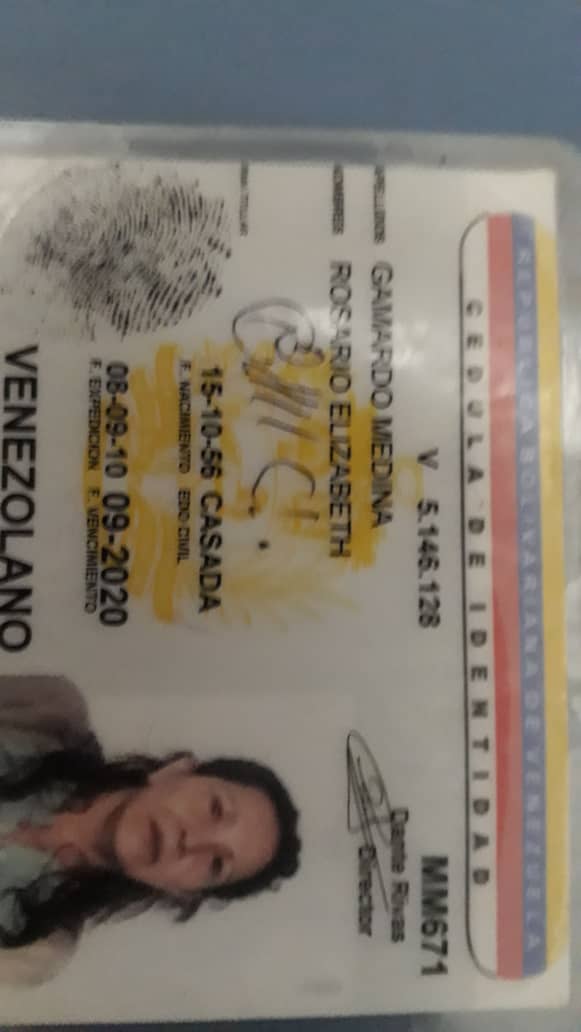 REPUBLICA BOLIVARIANA DE VENEZUELA
CEDULA DE IDENTIDAD
V 5.146.128 MM671
APELLIDOS GAMARDO MEDINA
Dante Rivas
Director
NOMBRES ROSARIO ELIZABETH
15-10-56 CASADA
F. NACIMIENTO EDO CIVIL
08-09-10 09-2020
F. EXPEDICION F. VENCIMIENTO
VENEZOLANO